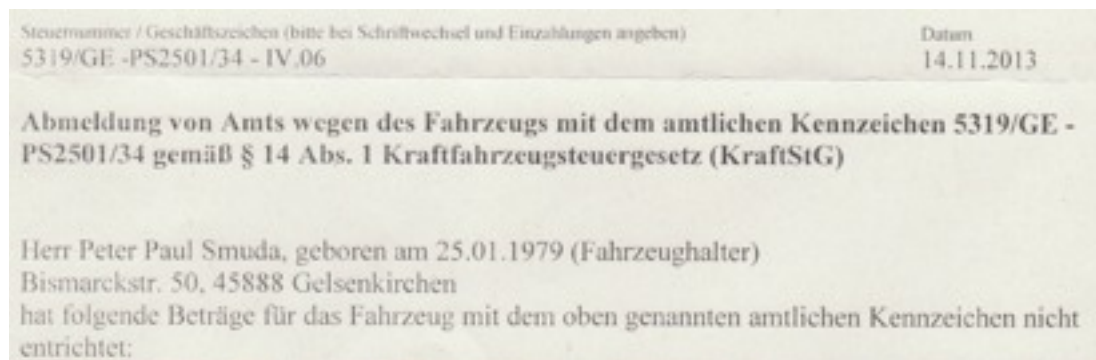 Steuernummer / Geschäftszeichen (bitte bei Schriftwechsel und Einzahlungen angeben)
Datum
5319/GE -PS2501/34 - IV.06
14.11.2013
Abmeldung von Amts wegen des Fahrzeugs mit dem amtlichen Kennzeichen 5319/GE -
PS2501/34 gemäß § 14 Abs. 1 Kraftfahrzeugsteuergesetz (KraftStG)
Herr Peter Paul Smuda, geboren am 25.01.1979 (Fahrzeughalter)
Bismarckstr. 50, 45888 Gelsenkirchen
hat folgende Beträge für das Fahrzeug mit dem oben genannten amtlichen Kennzeichen nicht
entrichtet: